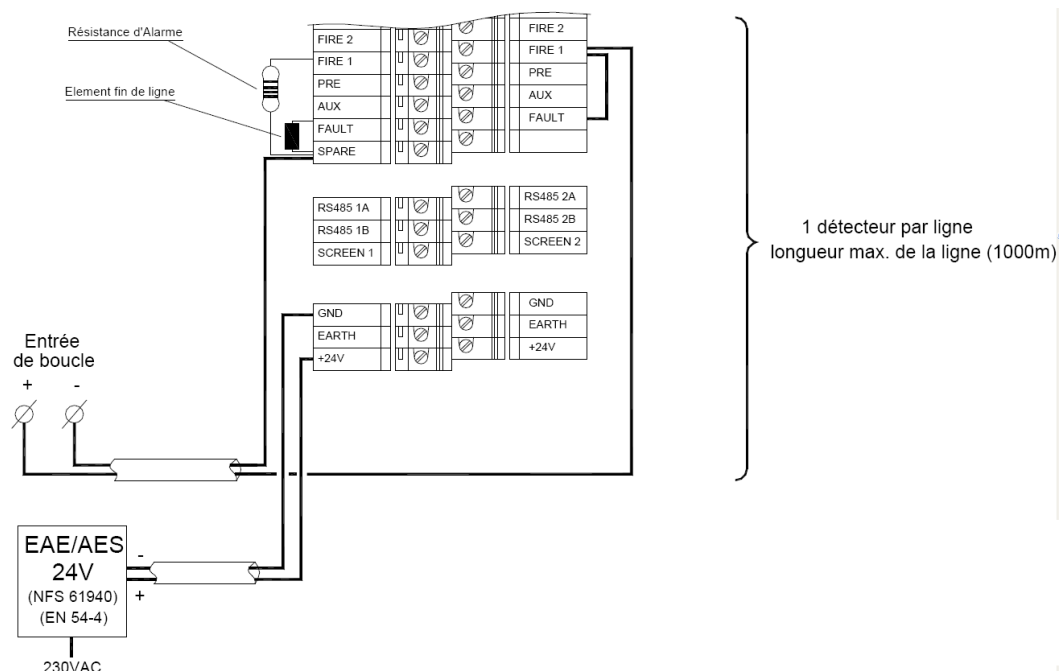 Résistance d'Alarme
Element fin de ligne
FIRE 2
FIRE 1
PRE
AUX
FAULT
SPARE
FIRE 2
FIRE 1
PRE
AUX
FAULT
RS485 1A
RS485 1B
SCREEN 1
RS485 2A
RS485 2B
SCREEN 2
GND
EARTH
+24V
GND
EARTH
+24V
1 détecteur par ligne
longueur max. de la ligne (1000m)
Entrée
de boucle
+ -
EAE/AES
24V
(NFS 61940)
(EN 54-4)
-
+
230VAC